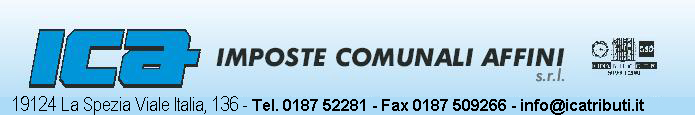 ica IMPOSTE COMUNALI AFFINI
s.r.l.
19124 La Spezia Viale Italia, 136 - Tel. 0187 52281 - Fax 0187 509266 - info@icatributi.it